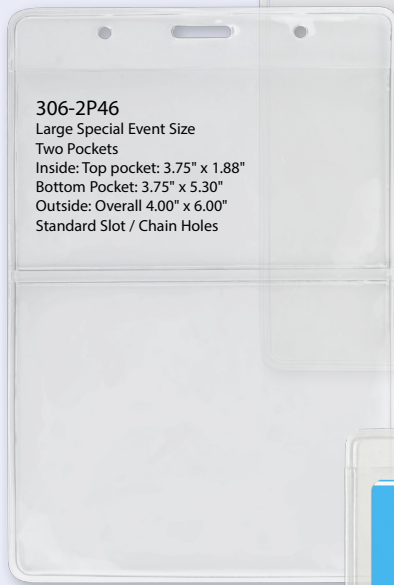 306-2P46
Large Special Event Size
Two Pockets
Inside: Top pocket: 3.75" x 1.88"
Bottom Pocket: 3.75" x 5.30"
Outside: Overall 4.00" x 6.00"
Standard Slot / Chain Holes